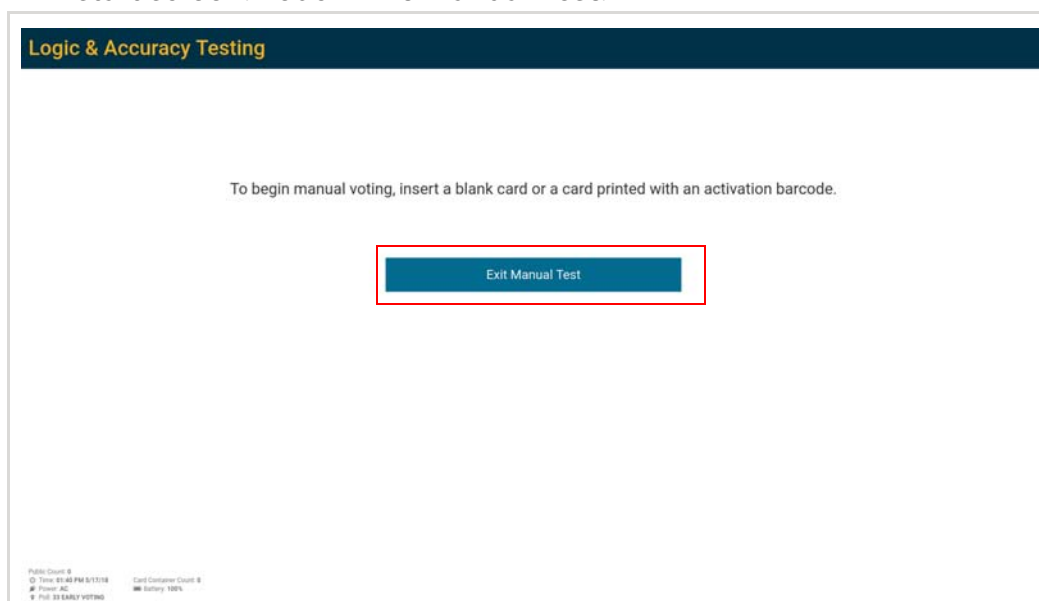 Logic & Accuracy Testing
To begin manual voting, insert a blank card or a card printed with an activation barcode.
Exit Manual Test
Public Count: 0
Time: 01:40 PM 5/17/18
Card Container Count: 0
Power: AC
Battery: 100%
Poll: 33 EARLY VOTING